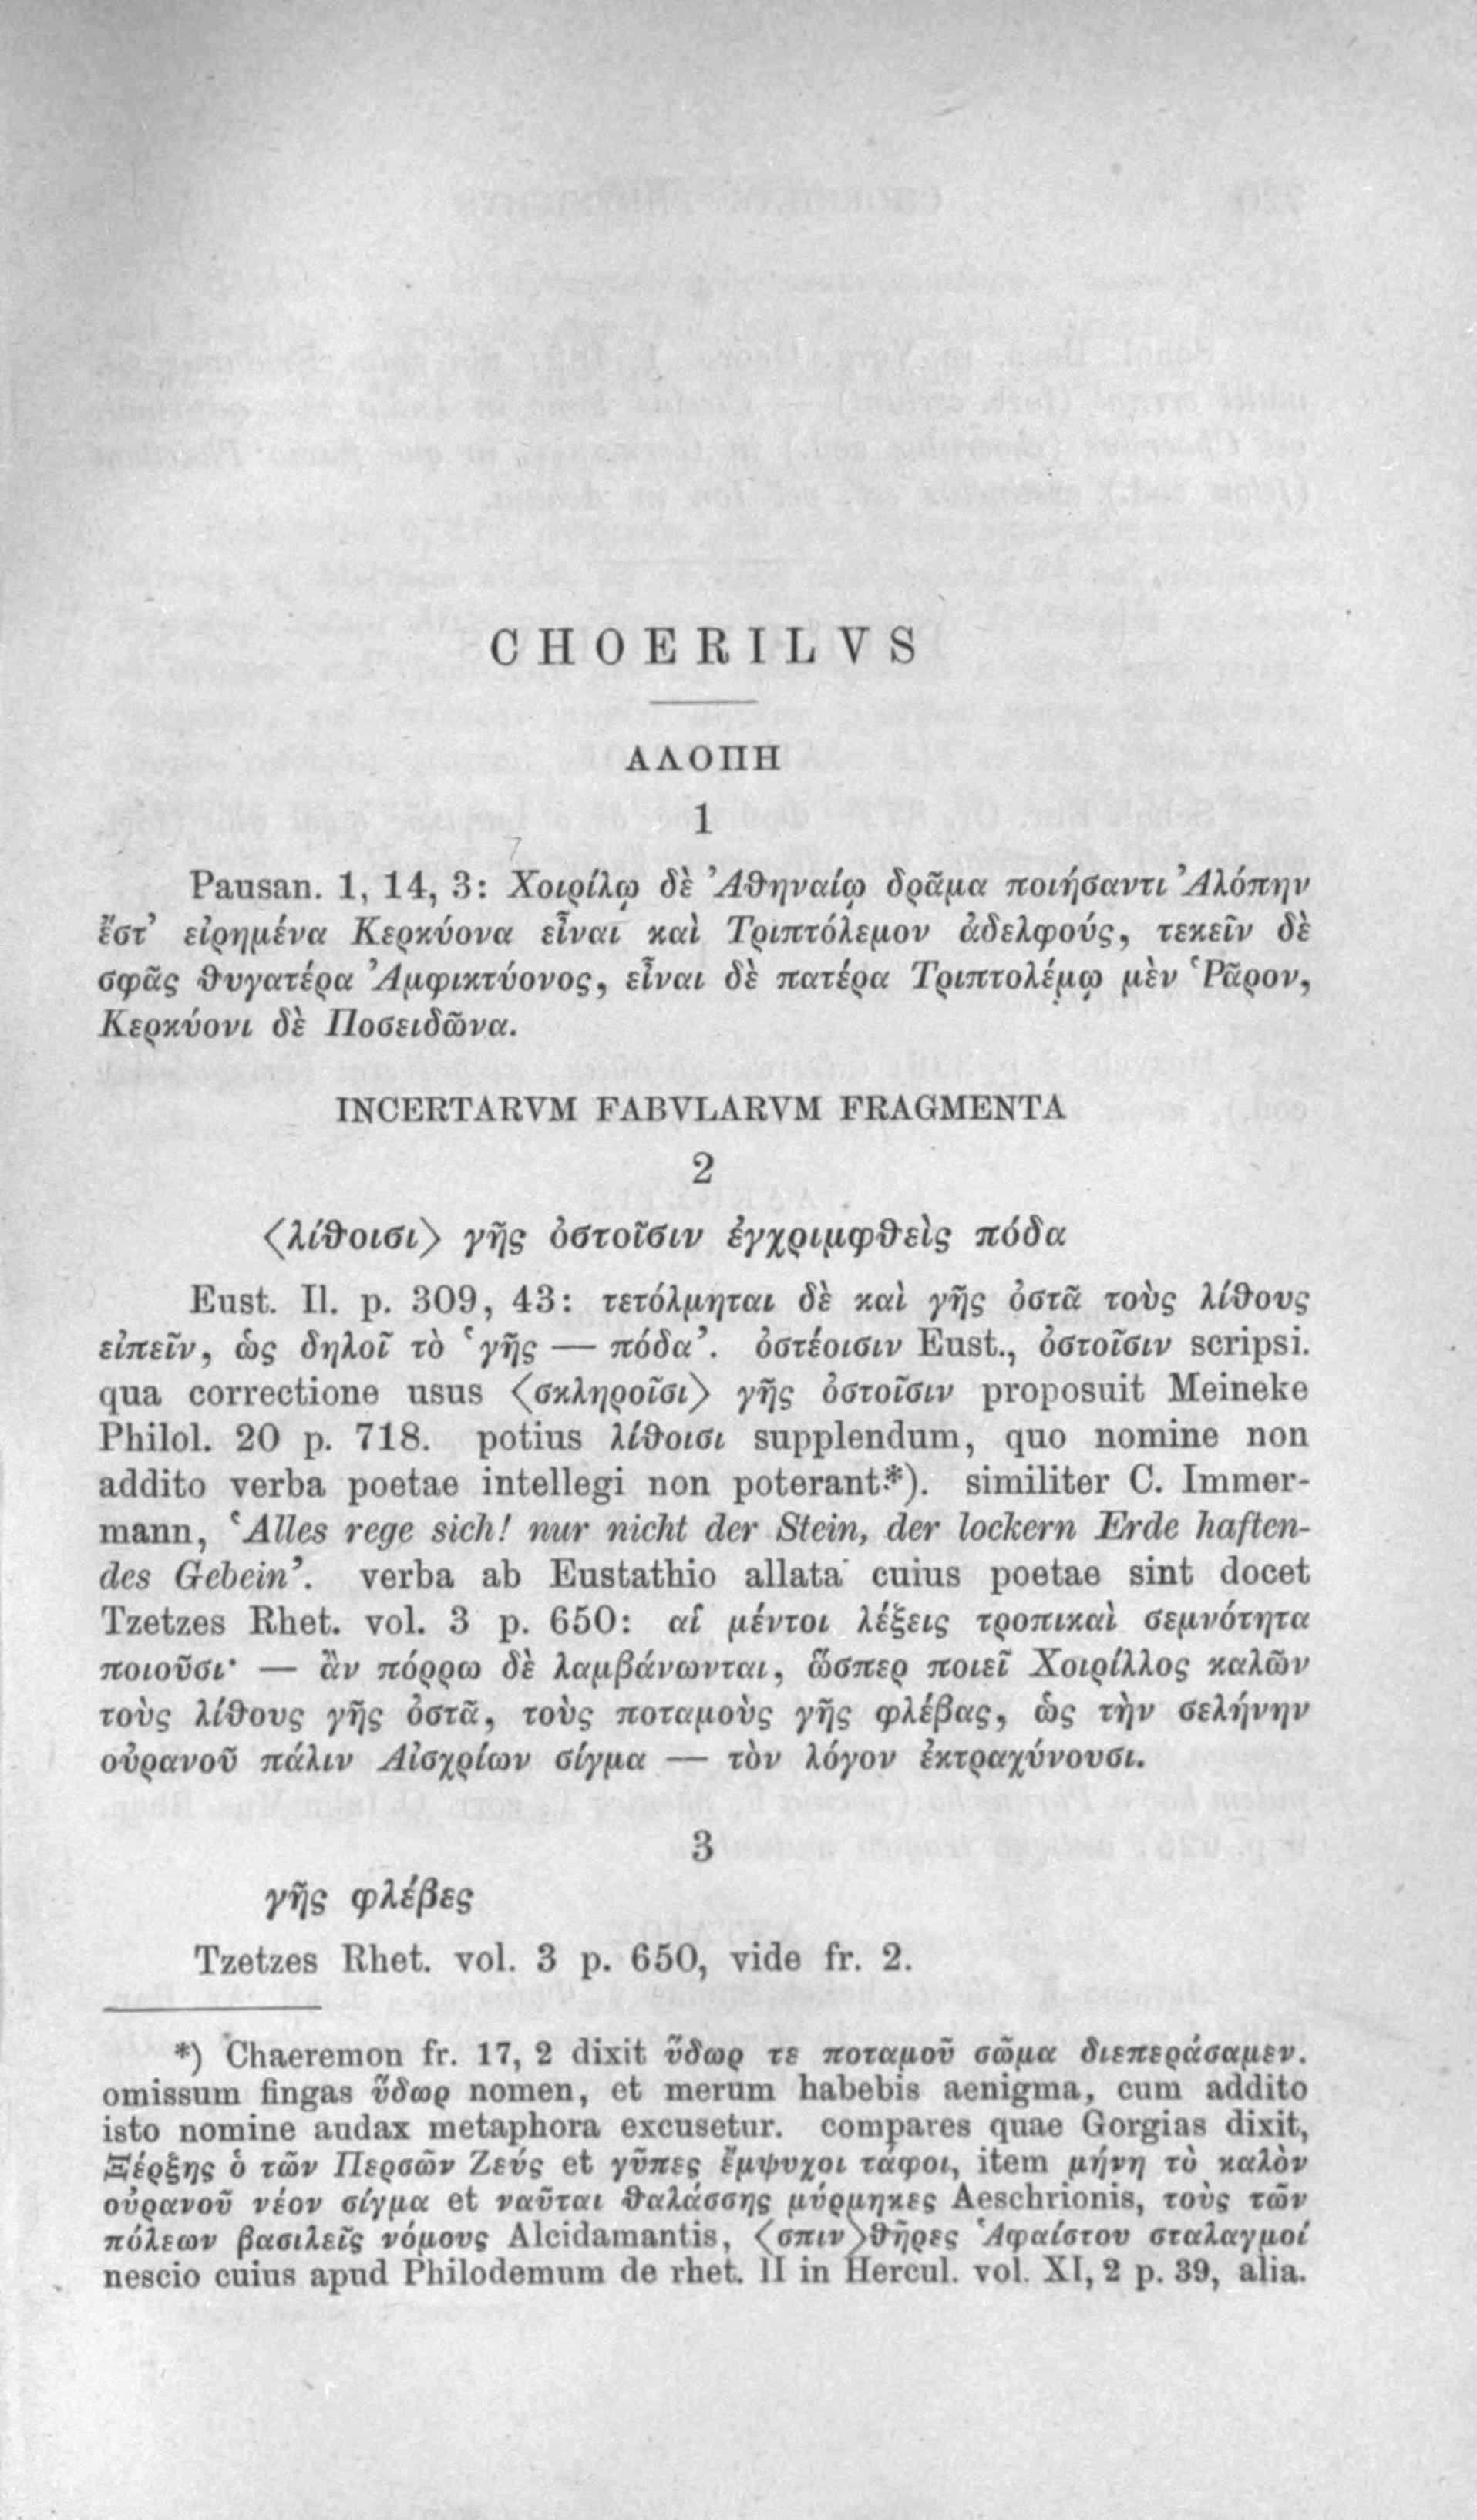 CHOERILVS
ΑΛΟΠΗ
1
Pausan. 1, 14, 3: Χοιρίλῳ δὲ Ἀθηναίῳ δρᾶμα ποιήσαντι Ἀλόπην
ἔστ’ εἰρημένα Κερκύονα εἶναι καὶ Τριπτόλεμον ἀδελφούς, τεκεῖν δὲ
σφᾶς θυγατέρα Ἀμφικτύονος, εἶναι δὲ πατέρα Τριπτολέμῳ μὲν Ῥᾶρον,
Κερκύονι δὲ Ποσειδῶνα.
INCERTARVM FABVLARVM FRAGMENTA
2
⟨λίθοισι⟩ γῆς ὀστοῖσιν ἐγχριμφθεὶς πόδα
Eust. Il. p. 309, 43: τετόλμηται δὲ καὶ γῆς ὀστᾶ τοὺς λίθους
εἰπεῖν, ὡς δηλοῖ τὸ ‘γῆς — πόδα’. ὀστέοισιν Eust., ὀστοῖσιν scripsi.
qua correctione usus ⟨σκληροῖσι⟩ γῆς ὀστοῖσιν proposuit Meineke
Philol. 20 p. 718. potius λίθοισι supplendum, quo nomine non
addito verba poetae intellegi non poterant*). similiter C. Immer-
mann, ‘Alles rege sich! nur nicht der Stein, der lockern Erde haften-
des Gebein’. verba ab Eustathio allata cuius poetae sint docet
Tzetzes Rhet. vol. 3 p. 650: αἱ μέντοι λέξεις τροπικαὶ σεμνότητα
ποιοῦσι· — ἂν πόρρω δὲ λαμβάνωνται, ὥσπερ ποιεῖ Χοιρίλλος καλῶν
τοὺς λίθους γῆς ὀστᾶ, τοὺς ποταμοὺς γῆς φλέβας, ὡς τὴν σελήνην
οὐρανοῦ πάλιν Αἰσχρίων σίγμα — τὸν λόγον ἐκτραχύνουσι.
3
γῆς φλέβες
Tzetzes Rhet. vol. 3 p. 650, vide fr. 2.
*) Chaeremon fr. 17, 2 dixit ὕδωρ τε ποταμοῦ σῶμα διεπεράσαμεν.
omissum fingas ὕδωρ nomen, et merum habebis aenigma, cum addito
isto nomine audax metaphora excusetur. compares quae Gorgias dixit,
Ξέρξης ὁ τῶν Περσῶν Ζεύς et γῦπες ἔμψυχοι τάφοι, item μήνη τὸ καλὸν
οὐρανοῦ νέον σίγμα et ναῦται θαλάσσης μύρμηκες Aeschrionis, τοὺς τῶν
πόλεων βασιλεῖς νόμους Alcidamantis, ⟨σπιν⟩θῆρες Ἁφαίστου σταλαγμοί
nescio cuius apud Philodemum de rhet. II in Hercul. vol. XI, 2 p. 39, alia.